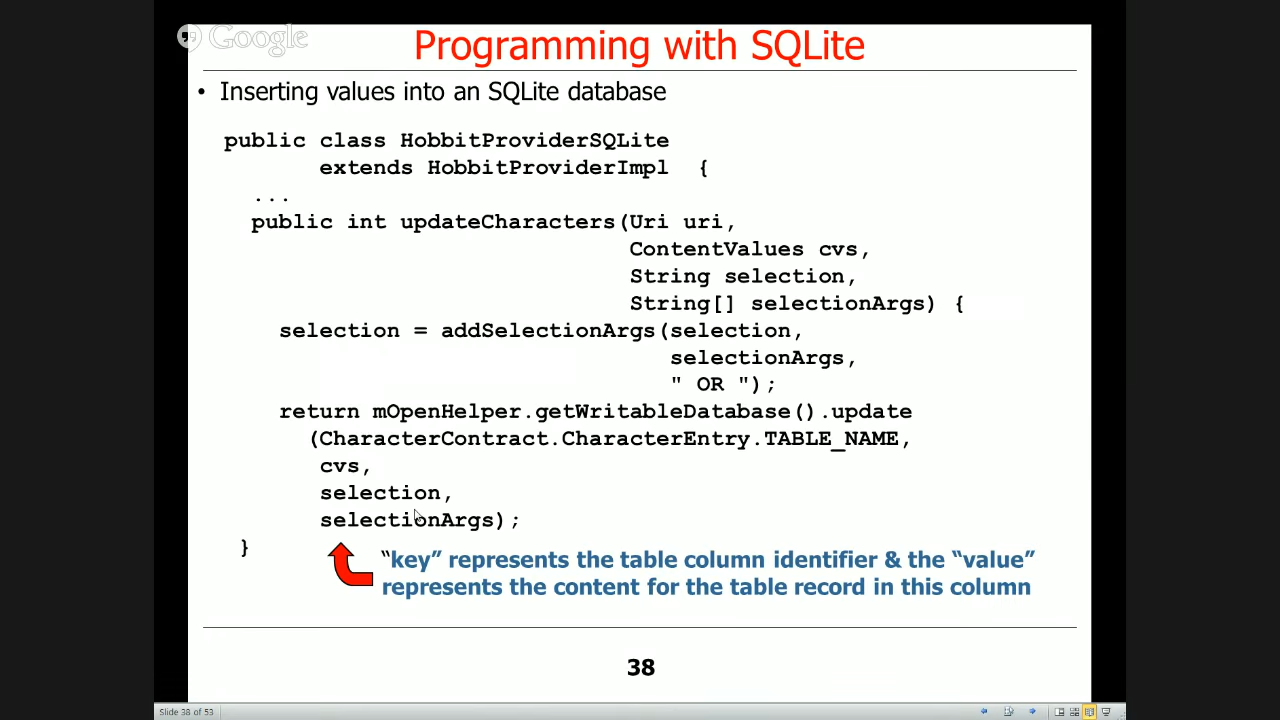 Google
Programming with SQLite
• Inserting values into an SQLite database
public class HobbitProviderSQLite
extends HobbitProviderImpl {
...
public int updateCharacters(Uri uri,
ContentValues cvs,
String selection,
String[] selectionArgs) {
selection = addSelectionArgs(selection,
selectionArgs,
" OR ");
return mOpenHelper.getWritableDatabase().update
(CharacterContract.CharacterEntry.TABLE_NAME,
cvs,
selection,
selectionArgs);
}
“key” represents the table column identifier & the “value”
represents the content for the table record in this column
38
Slide 38 of 53